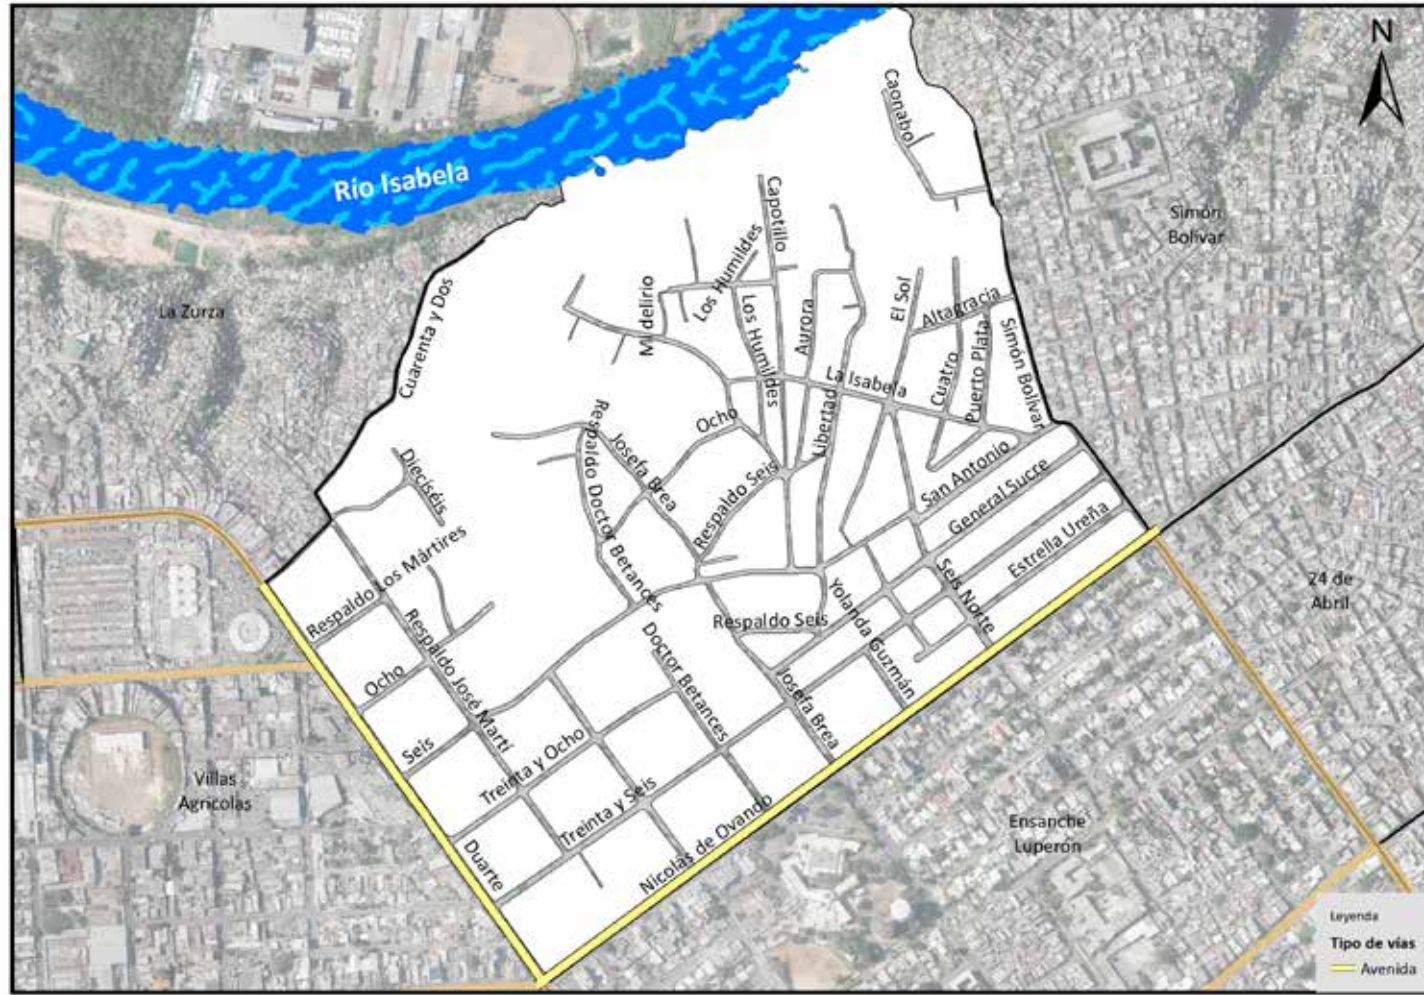 N
Caonabo
Río Isabela
Capotillo
Simón
Bolívar
Los Humildes
Cuarenta y Dos
La Zurza
Mi delirio
Los Humildes
Aurora
El Sol
Altagracia
Cuatro
Puerto Plata
Simón Bolívar
La Isabela
Libertad
Ocho
Respaldo Doctor Betances
Josefa Brea
Respaldo Seis
San Antonio
General Sucre
Estrella Ureña
Dieciséis
Respaldo Los Mártires
Seis Norte
24 de
Abril
Yolanda Guzmán
Respaldo Seis
Doctor Betances
Respaldo José Martí
Ocho
Josefa Brea
Seis
Treinta y Ocho
Villas
Agrícolas
Treinta y Seis
Ensanche
Luperón
Duarte
Nicolás de Ovando
Leyenda
Tipo de vías
Avenida